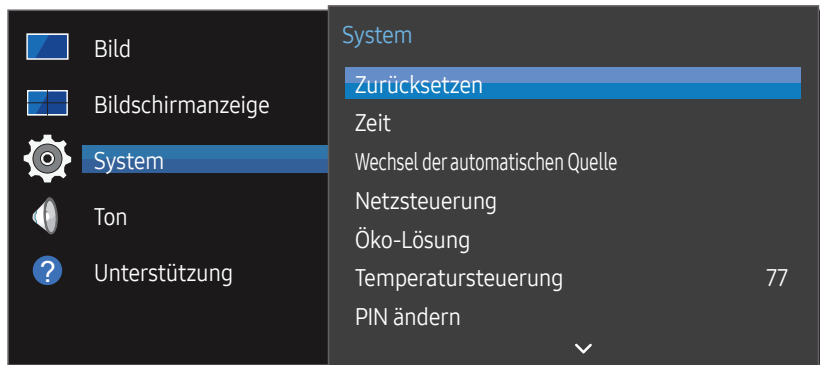 Bild
Bildschirmanzeige
System
Ton
?
Unterstützung
System
Zurücksetzen
Zeit
Wechsel der automatischen Quelle
Netzsteuerung
Öko-Lösung
Temperatursteuerung 77
PIN ändern